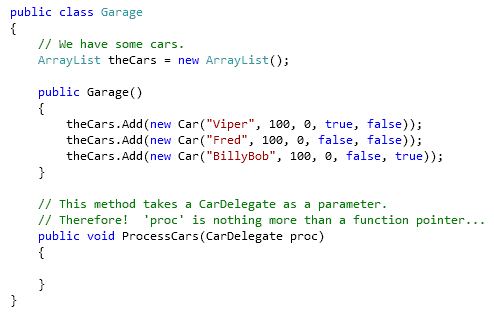 public class Garage
{
// We have some cars.
ArrayList theCars = new ArrayList();
public Garage()
{
theCars.Add(new Car("Viper", 100, 0, true, false));
theCars.Add(new Car("Fred", 100, 0, false, false));
theCars.Add(new Car("BillyBob", 100, 0, false, true));
}
// This method takes a CarDelegate as a parameter.
// Therefore!  'proc' is nothing more than a function pointer...
public void ProcessCars(CarDelegate proc)
{
}
}